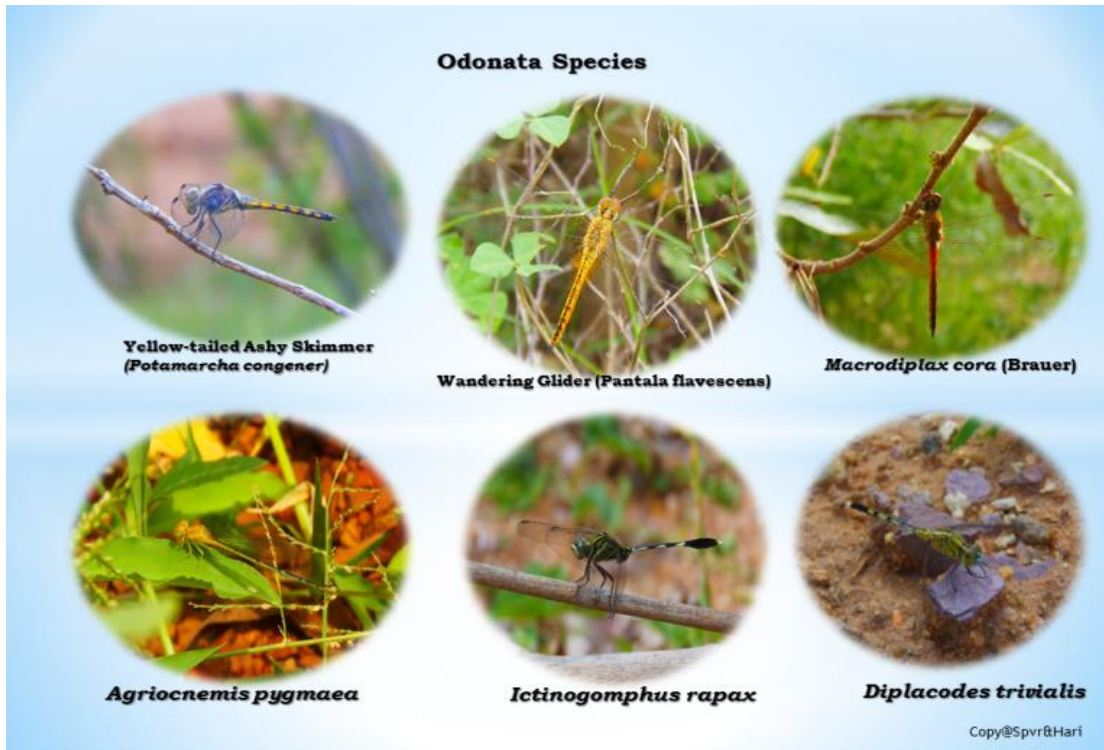 Odonata Species
Yellow-tailed Ashy Skimmer
(Potamarcha congener)
Wandering Glider (Pantala flavescens)
Macrodiplax cora (Brauer)
Agriocnemis pygmaea
Ictinogomphus rapax
Diplacodes trivialis
Copy@Spvr&Hari